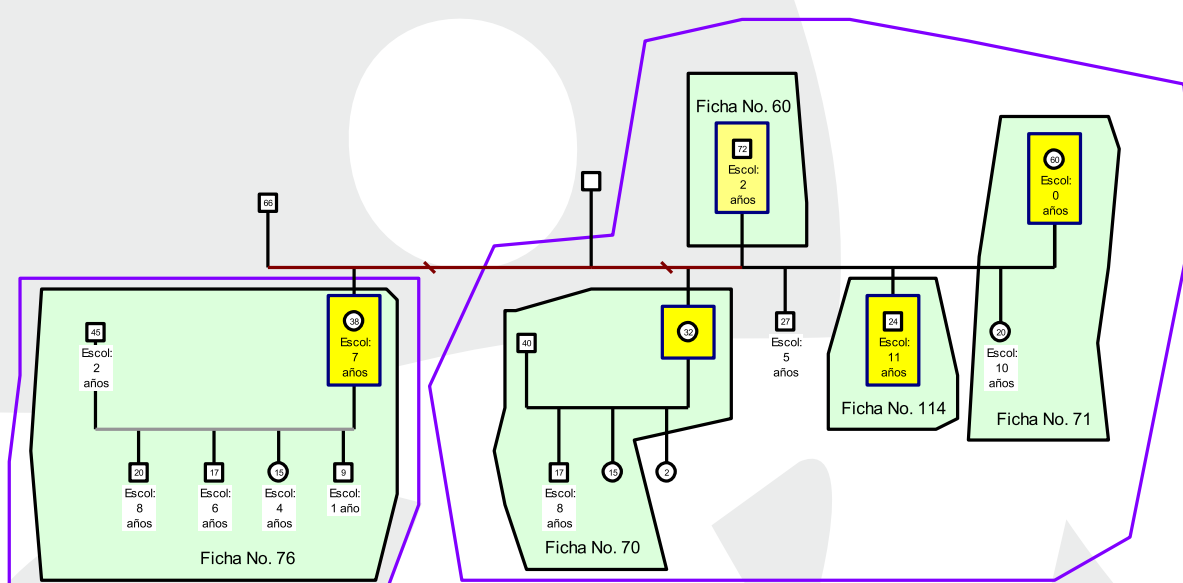 Ficha No. 60
72
Escol:
2
años
60
Escol:
0
años
66
45
Escol:
2
años
38
Escol:
7
años
20
Escol:
8
años
17
Escol:
6
años
15
Escol:
4
años
9
Escol:
1 año
Ficha No. 76
40
32
17
Escol:
8
años
15
2
Ficha No. 70
27
Escol:
5
años
24
Escol:
11
años
Ficha No. 114
20
Escol:
10
años
Ficha No. 71